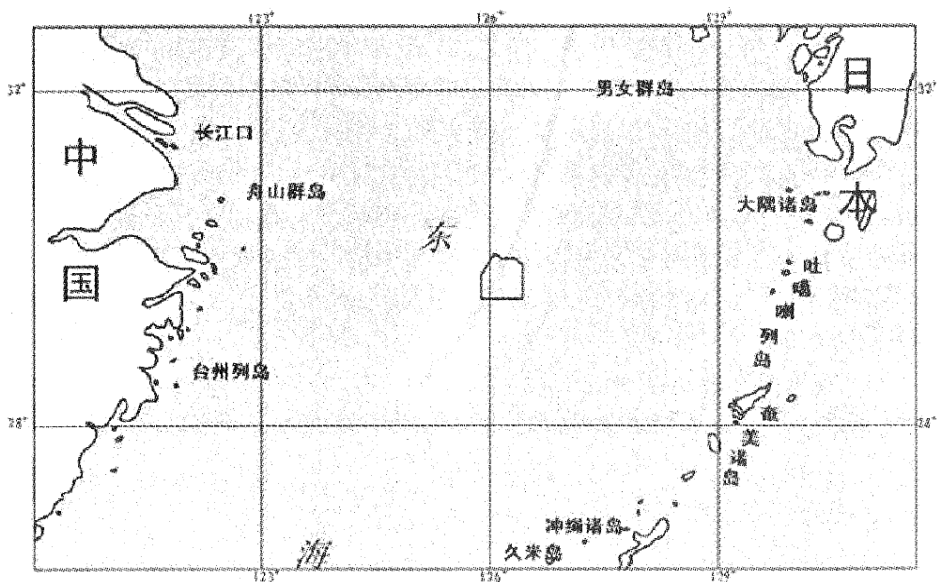 123° 126° 129°
32° 32°
男女群岛
日本
长江口
中国
舟山群岛
大隅诸岛
东海
吐噶喇列岛
台州列岛
28° 28°
奄美诸岛
冲绳诸岛
久米岛
123° 126° 129°